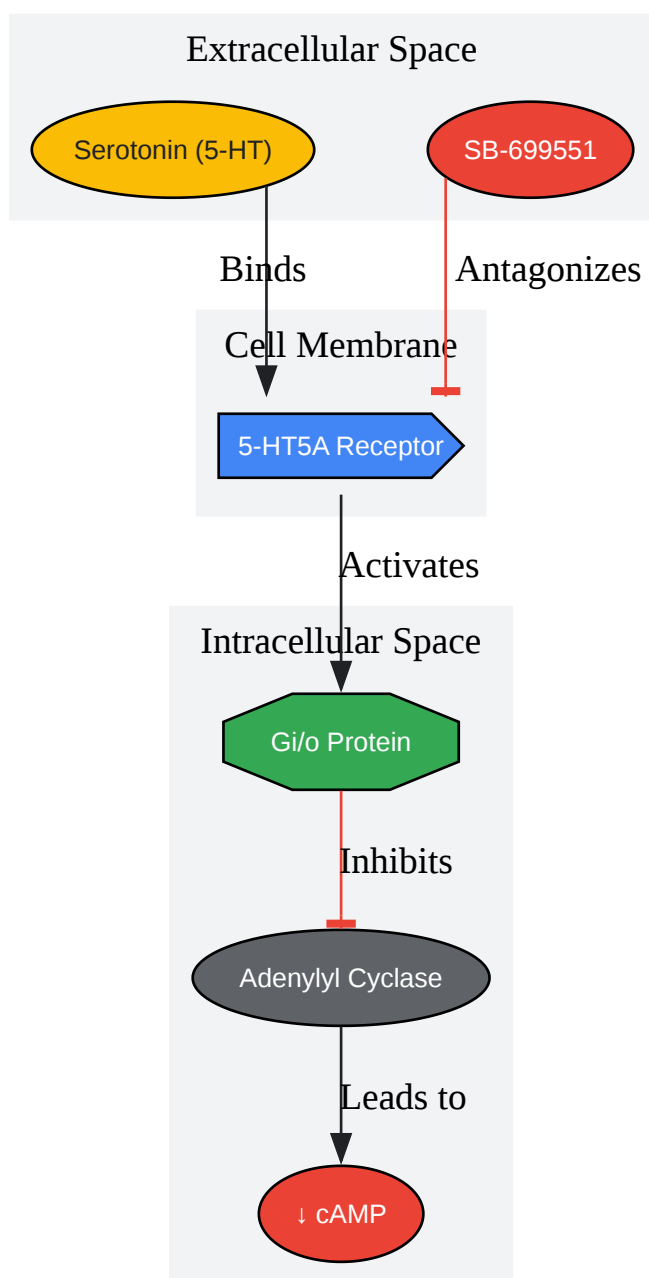 Extracellular Space
Serotonin (5-HT)
SB-699551
Binds
Antagonizes
Cell Membrane
5-HT5A Receptor
Activates
Intracellular Space
Gi/o Protein
Inhibits
Adenylyl Cyclase
Leads to
↓ cAMP